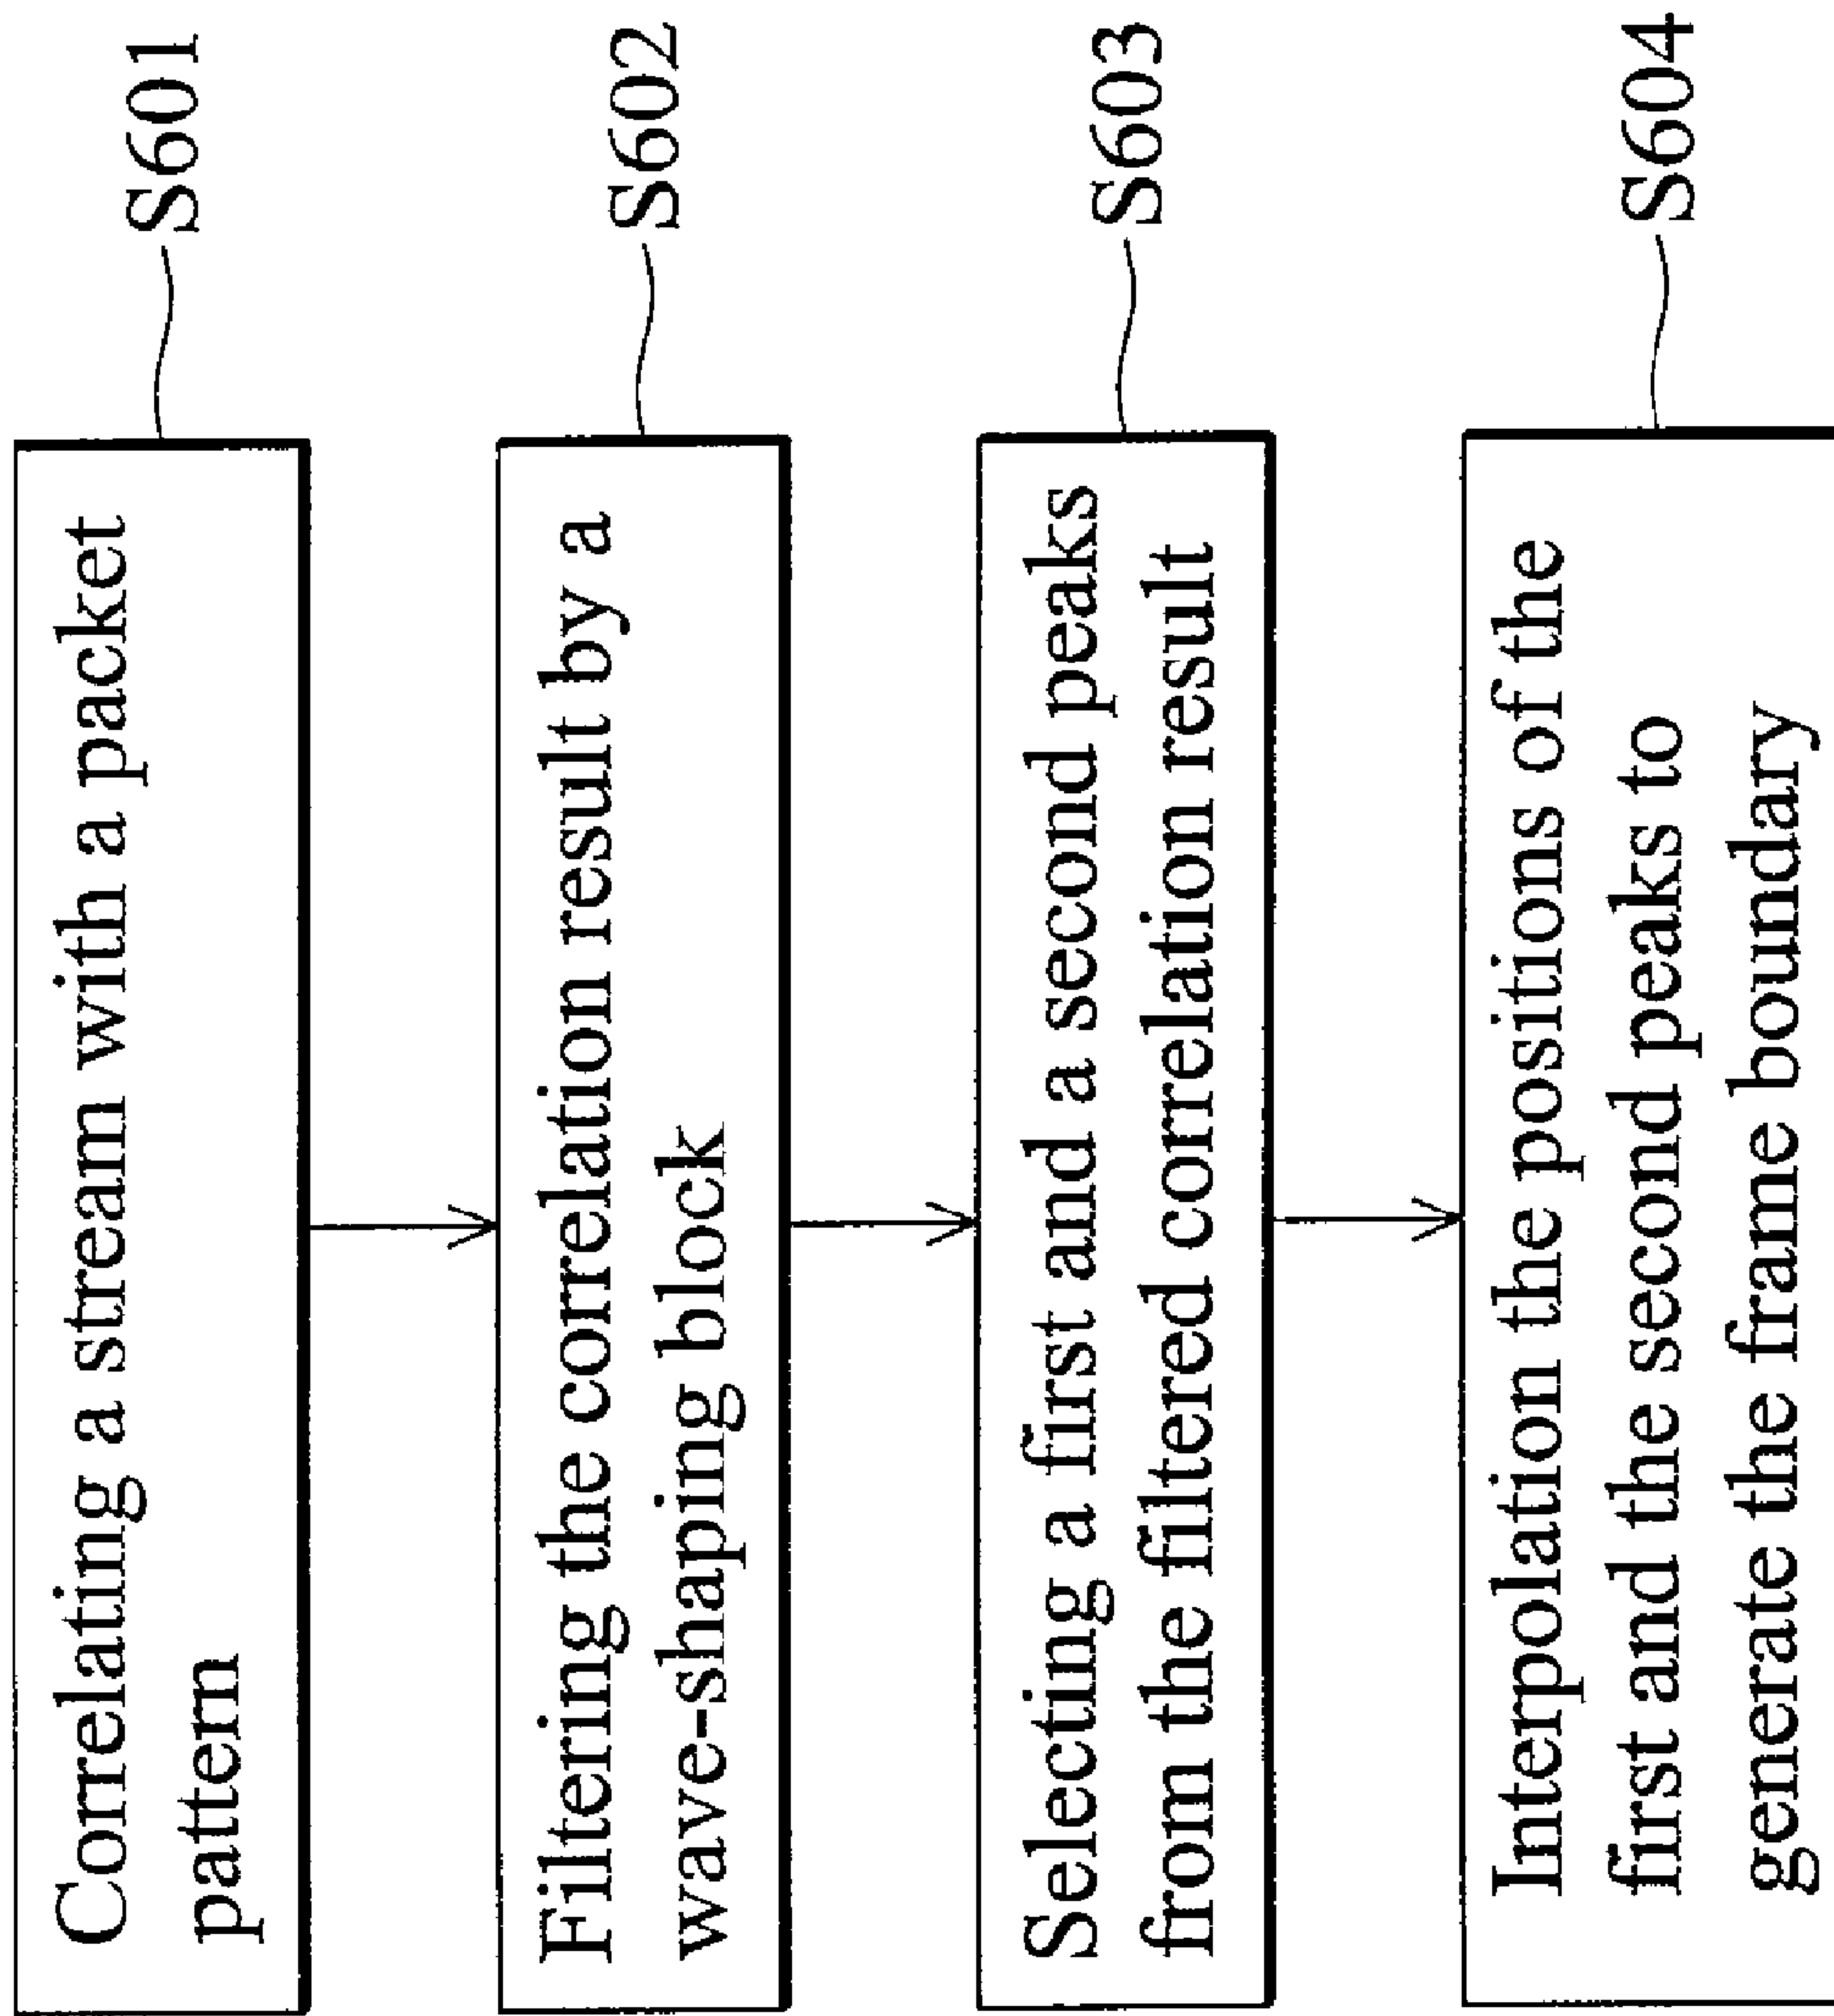 Correlating a stream with a packet
pattern
S601
Filtering the correlation result by a
wave-shaping block
S602
Selecting a first and a second peaks
from the filtered correlation result
S603
Interpolation the positions of the
first and the second peaks to
generate the frame boundary
S604